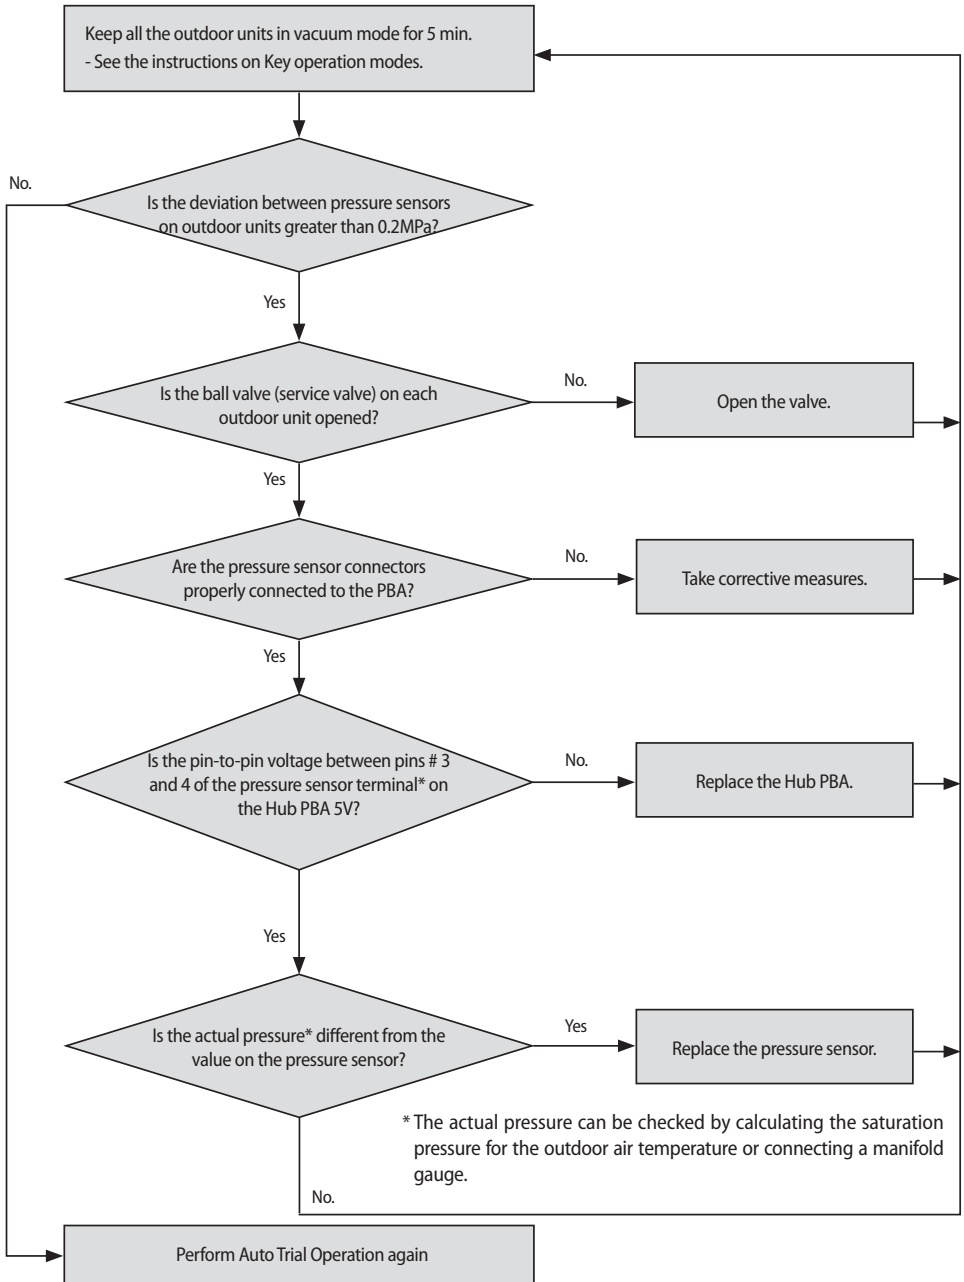 Keep all the outdoor units in vacuum mode for 5 min.
- See the instructions on Key operation modes.
No.
Is the deviation between pressure sensors
on outdoor units greater than 0.2MPa?
Yes
Is the ball valve (service valve) on each
outdoor unit opened?
No.
Open the valve.
Yes
Are the pressure sensor connectors
properly connected to the PBA?
No.
Take corrective measures.
Yes
Is the pin-to-pin voltage between pins # 3
and 4 of the pressure sensor terminal* on
the Hub PBA 5V?
No.
Replace the Hub PBA.
Yes
Is the actual pressure* different from the
value on the pressure sensor?
Yes
Replace the pressure sensor.
* The actual pressure can be checked by calculating the saturation
pressure for the outdoor air temperature or connecting a manifold
gauge.
No.
Perform Auto Trial Operation again